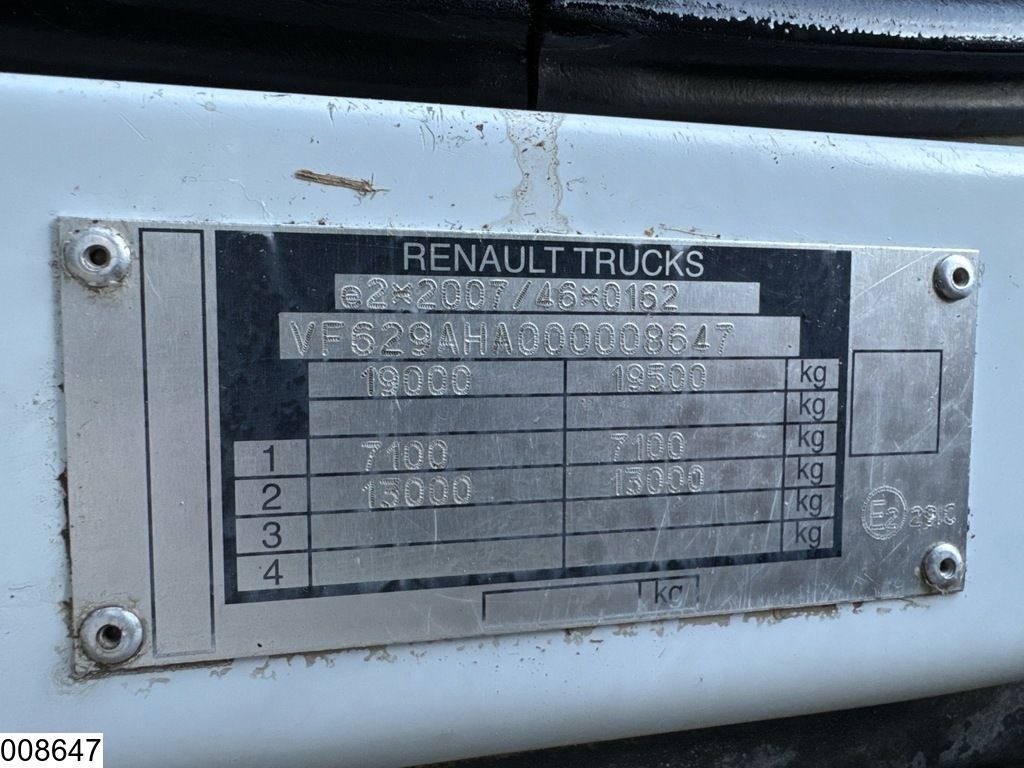 RENAULT TRUCKS
e2*2007/46*0162
VF629AHA000008647
19000 19500 kg
kg
1 7100 7100 kg
2 13000 13000 kg
3 kg
4 kg
kg
E2
008647